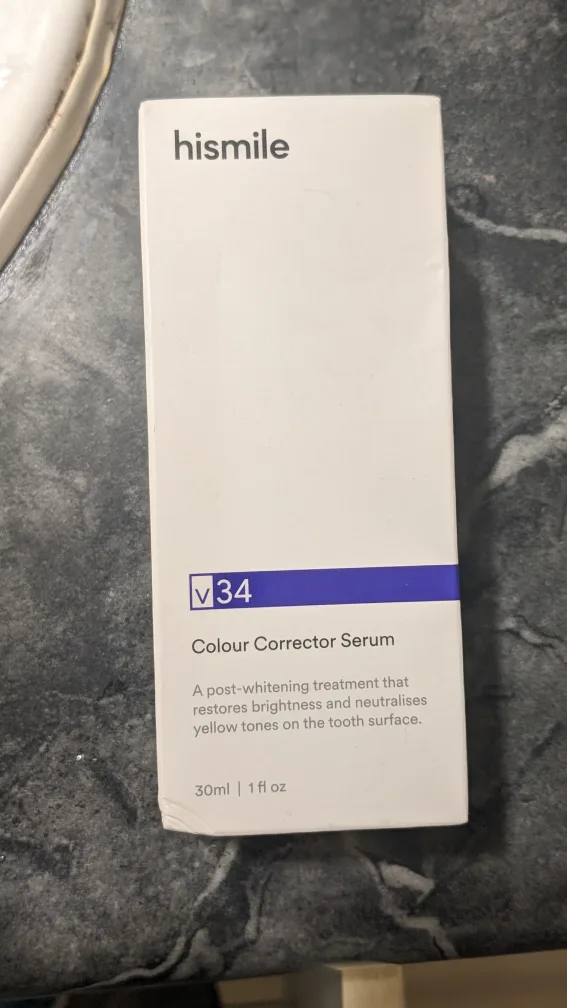 hismile
v34
Colour Corrector Serum
A post-whitening treatment that
restores brightness and neutralises
yellow tones on the tooth surface.
30ml | 1 fl oz